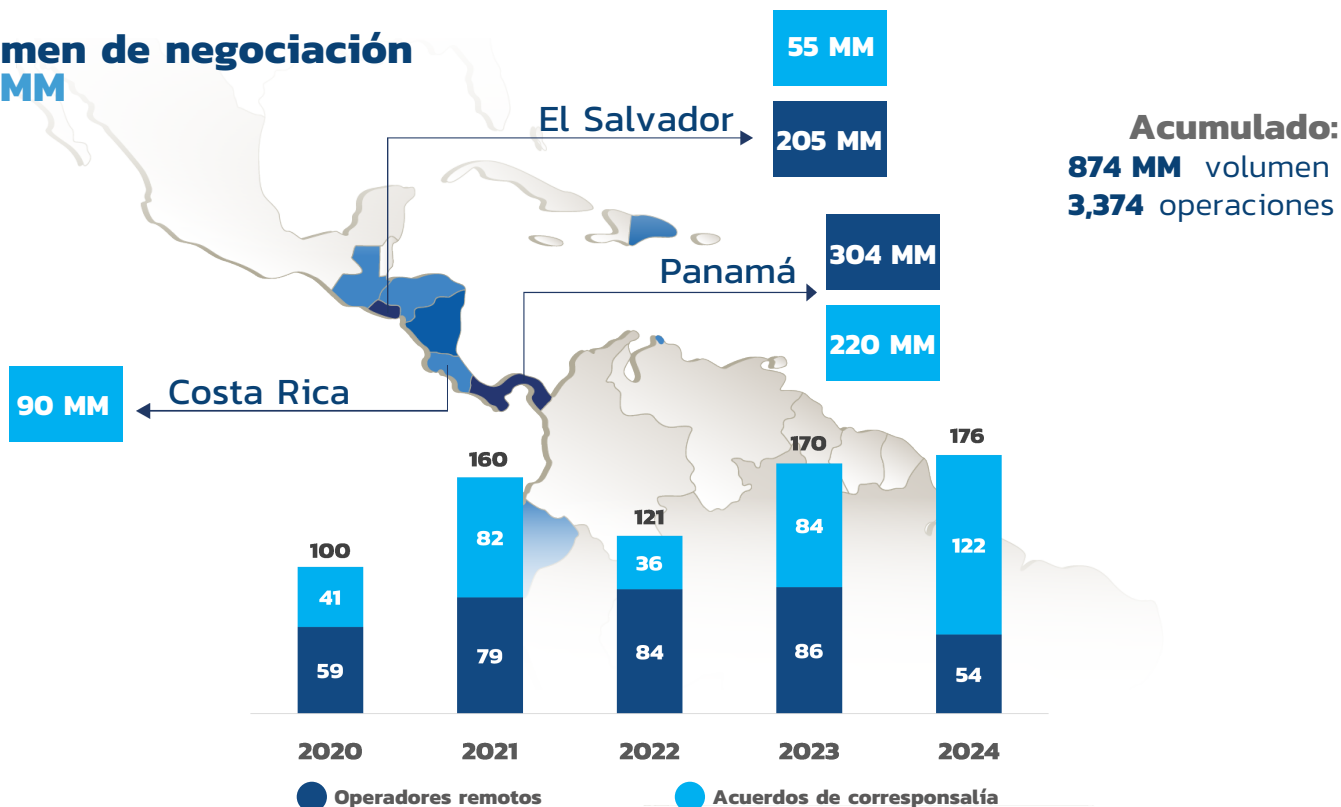 men de negociación
MM
55 MM
El Salvador
205 MM
Acumulado:
874 MM volumen
3,374 operaciones
304 MM
Panamá
220 MM
90 MM
Costa Rica
100
160
121
170
176
41
82
36
84
122
59
79
84
86
54
2020
2021
2022
2023
2024
Operadores remotos
Acuerdos de corresponsalía